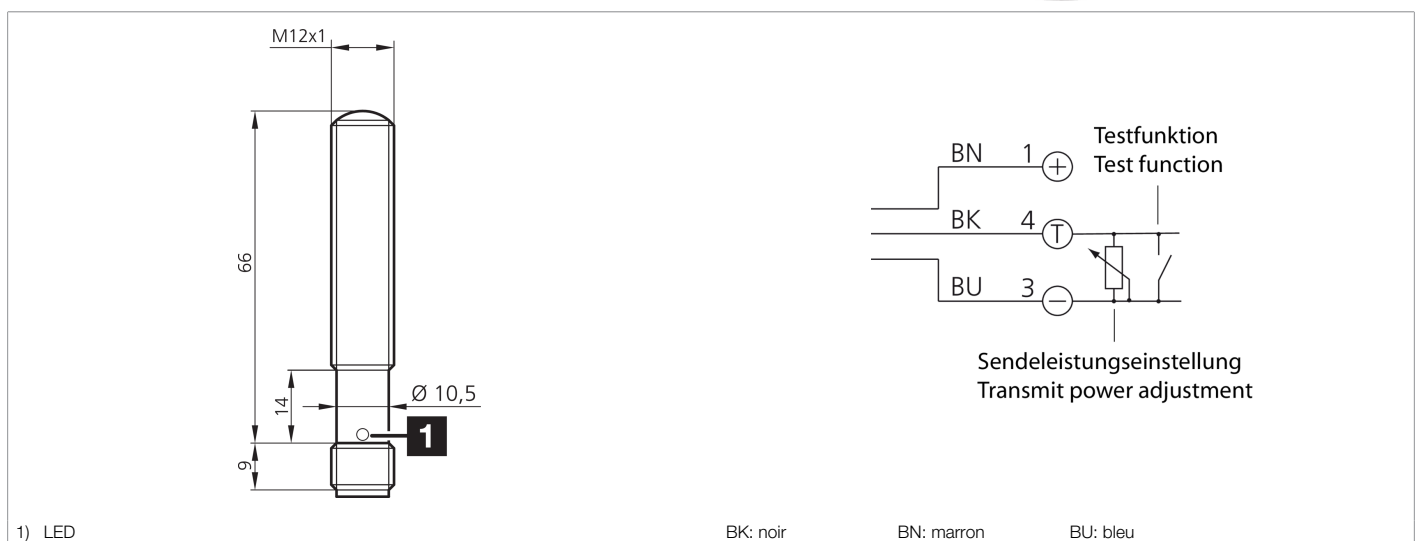 M12x1
66
14
Ø 10,5
1
9
BN 1
BK 4 T
BU 3
Testfunktion
Test function
Sendeleistungseinstellung
Transmit power adjustment
1) LED
BK: noir BN: marron BU: bleu